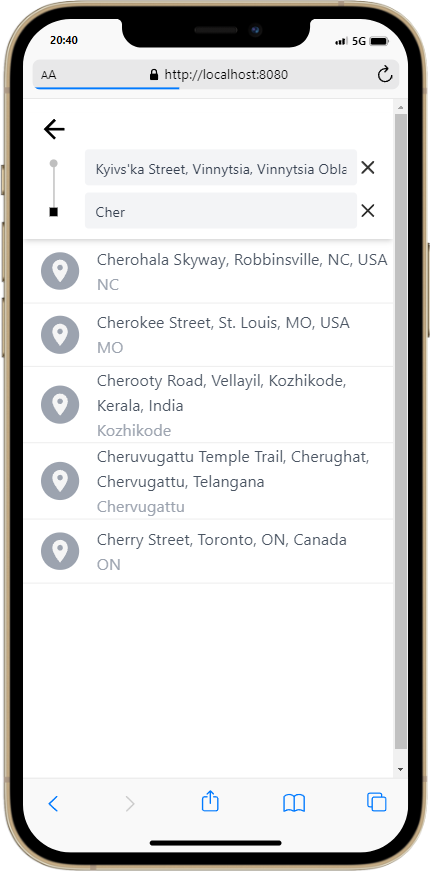 20:40
5G
AA
http://localhost:8080
Kyivs'ka Street, Vinnytsia, Vinnytsia Obla
Cher
Cherohala Skyway, Robbinsville, NC, USA
NC
Cherokee Street, St. Louis, MO, USA
MO
Cherooty Road, Vellayil, Kozhikode,
Kerala, India
Kozhikode
Cheruvugattu Temple Trail, Cherughat,
Chervugattu, Telangana
Chervugattu
Cherry Street, Toronto, ON, Canada
ON